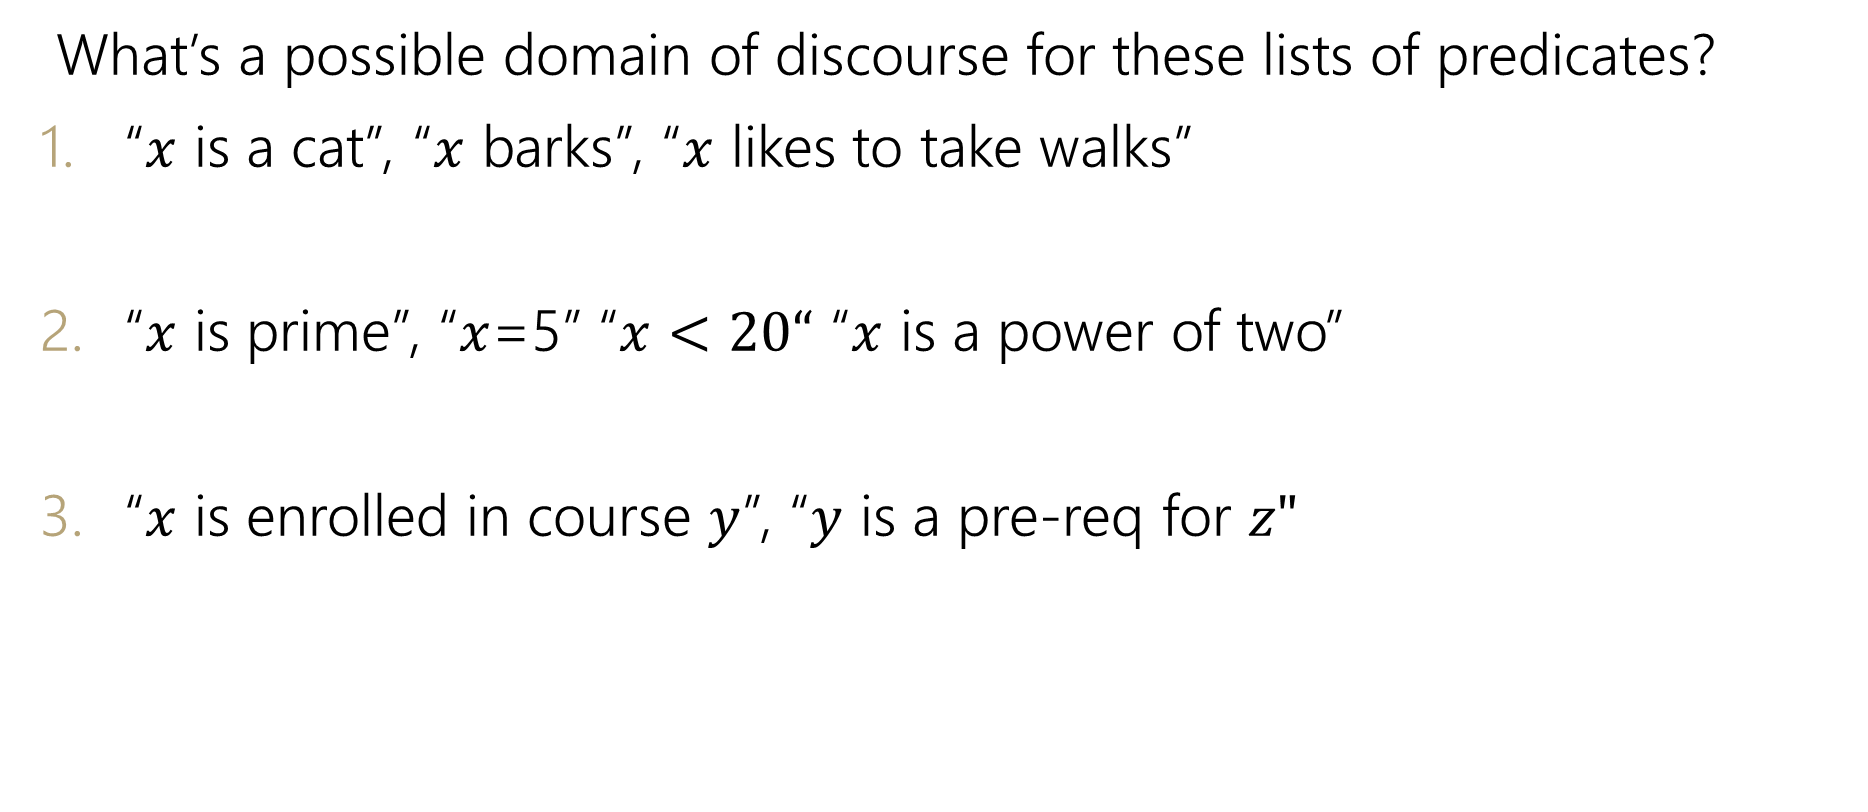 What’s a possible domain of discourse for these lists of predicates?
1. “x is a cat”, “x barks”, “x likes to take walks”
2. “x is prime”, “x=5” “x < 20“ “x is a power of two”
3. “x is enrolled in course y”, “y is a pre-req for z"